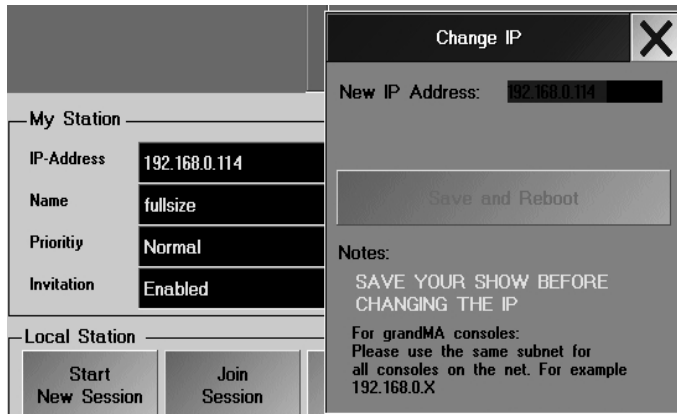 Change IP
New IP Address: 192.168.0.114
My Station
IP-Address 192.168.0.114
Name fullsize
Prioritiy Normal
Invitation Enabled
Save and Reboot
Notes:
SAVE YOUR SHOW BEFORE
CHANGING THE IP
For grandMA consoles:
Please use the same subnet for
all consoles on the net. For example
192.168.0.X
Local Station
Start
New Session
Join
Session